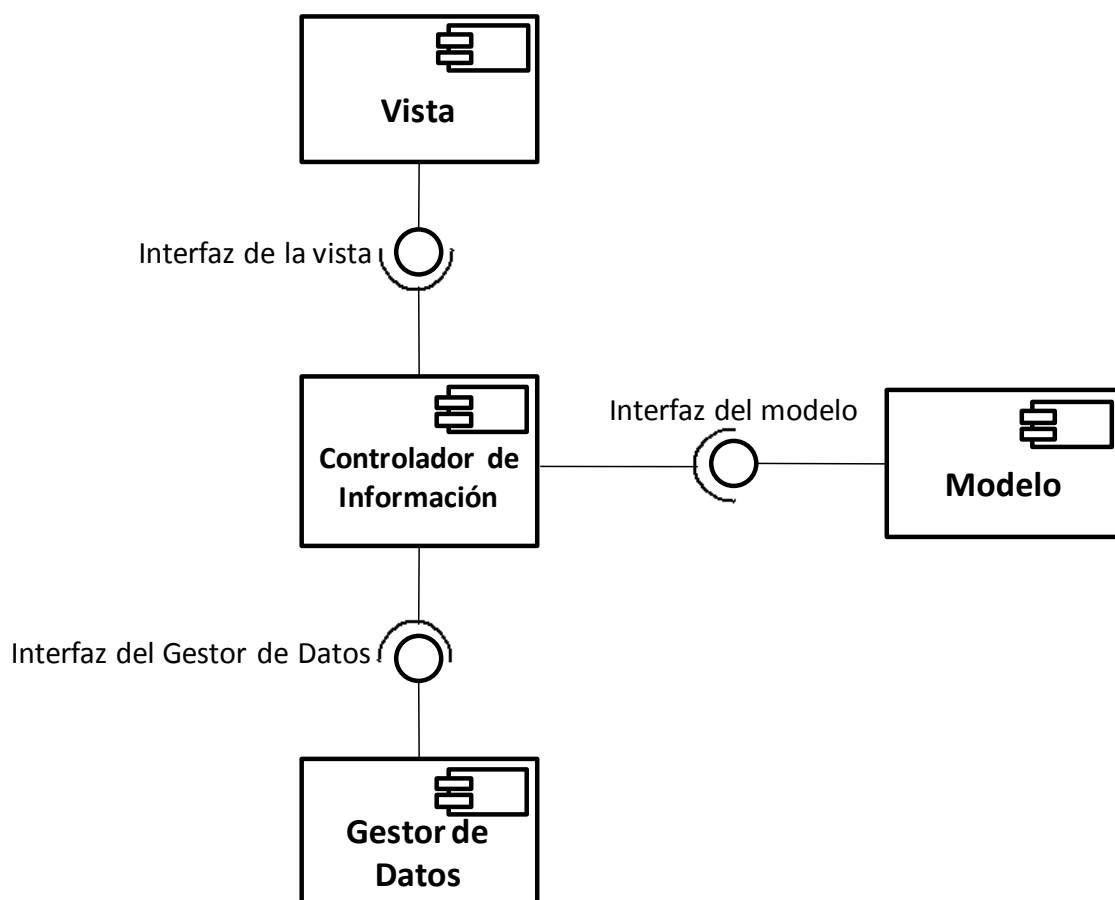 Vista
Interfaz de la vista
Controlador de
Información
Interfaz del modelo
Modelo
Interfaz del Gestor de Datos
Gestor de
Datos